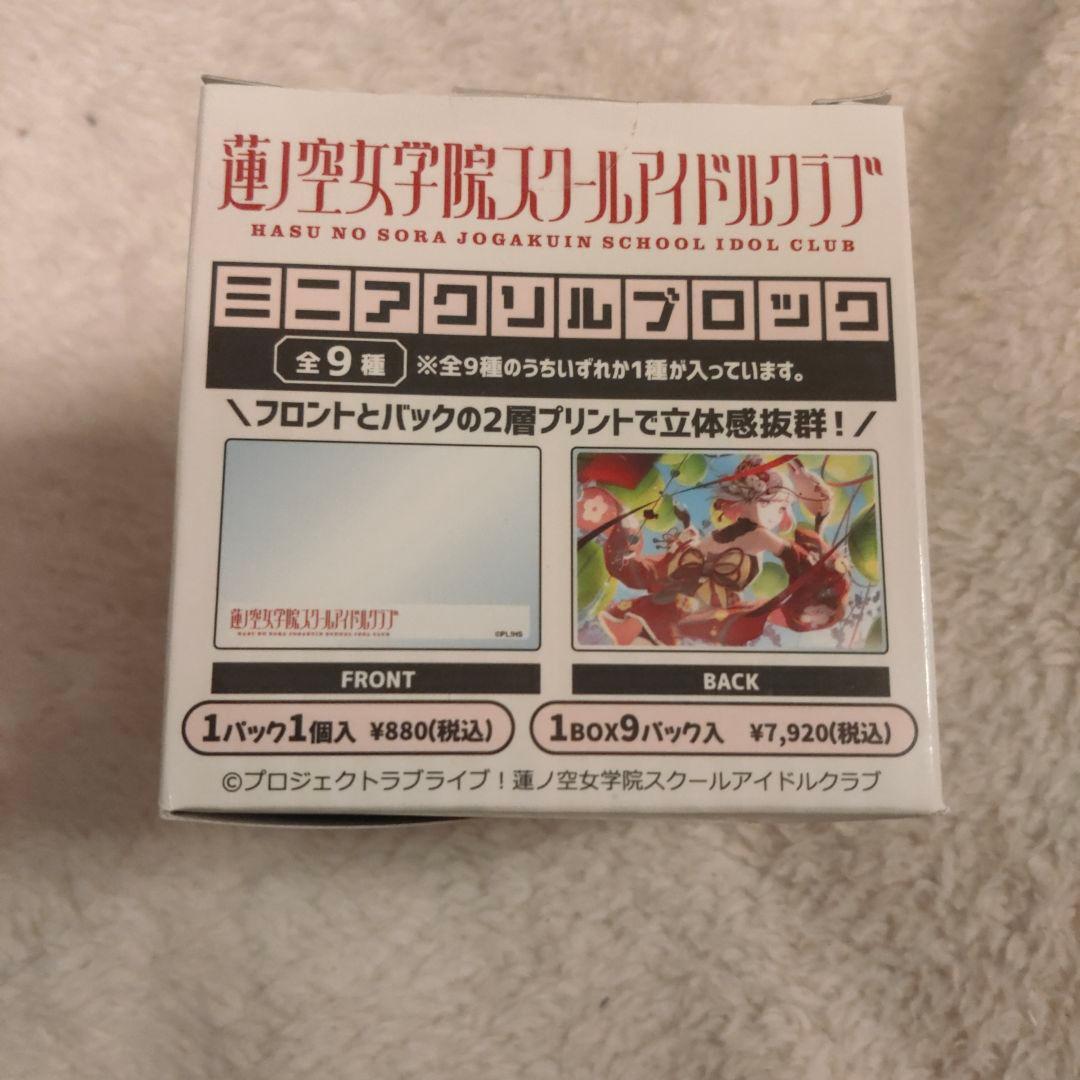 蓮ノ空女学院スクールアイドルクラブ
HASU NO SORA JOGAKUIN SCHOOL IDOL CLUB
ミニアクリルブロック
全9種 ※全9種のうちいずれか1種が入っています。
\フロントとバックの2層プリントで立体感抜群!/
蓮ノ空女学院スクールアイドルクラブ
HASU NO SORA JOGAKUIN SCHOOL IDOL CLUB
©PL!HS
FRONT
BACK
1パック1個入 ¥880(税込)
1BOX9パック入 ¥7,920(税込)
©プロジェクトラブライブ!蓮ノ空女学院スクールアイドルクラブ